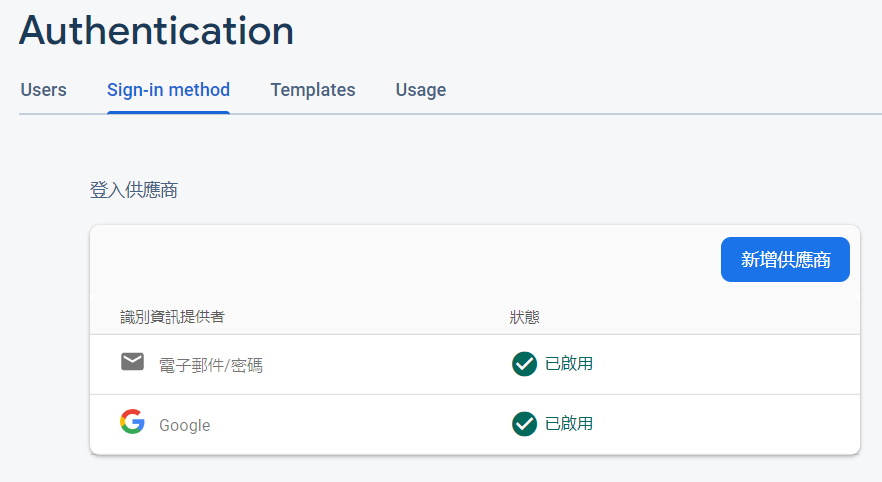 Authentication
Users Sign-in method Templates Usage
登入供應商
新增供應商
識別資訊提供者 狀態
電子郵件/密碼 已啟用
Google 已啟用